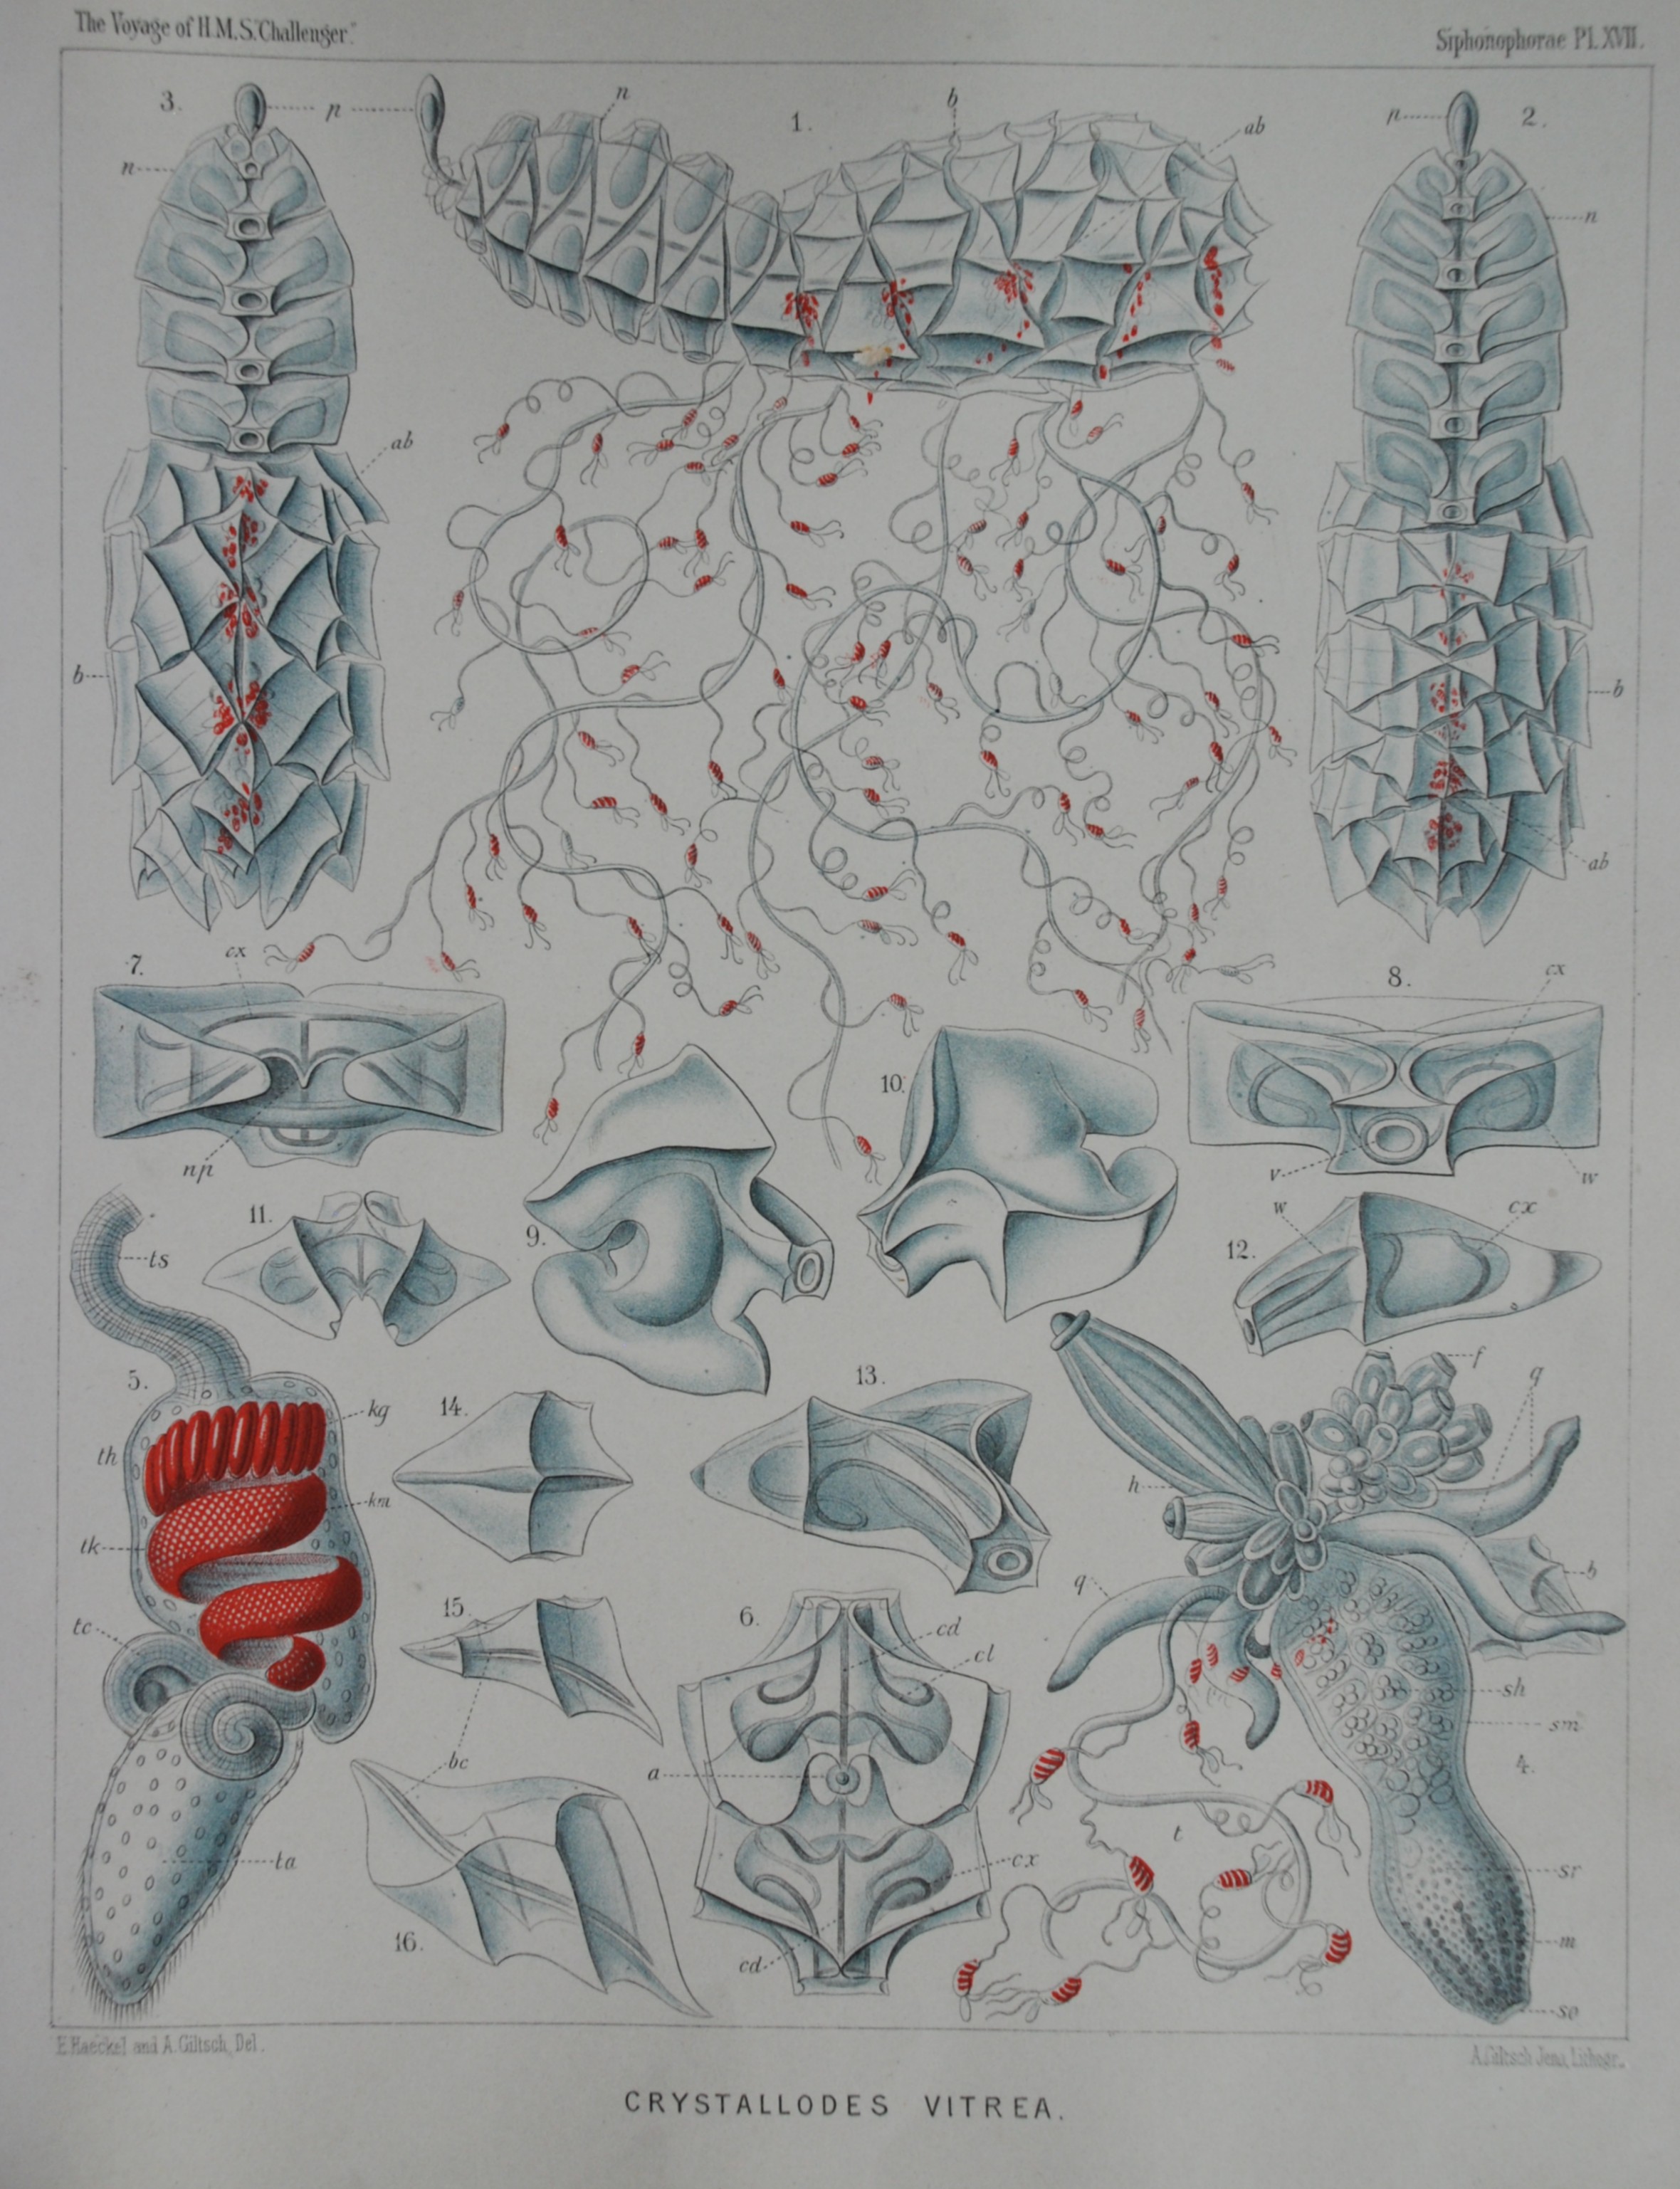 The Voyage of H.M.S."Challenger."
Siphonophorae Pl. XVII.
3.
p
n
1.
b
ab
p
2.
n
n
ab
b
b
ab
7.
cx
8.
cx
10.
np
v
w
11.
9.
w
cx
12.
ts
5.
kg
14.
13.
f
q
th
km
h
tk
b
q
tc
15.
6.
cd
cl
sh
sm
bc
a
4.
t
ta
cx
sr
16.
m
cd
so
E. Haeckel and A. Giltsch, Del.
A. Giltsch, Jena, Lithogr.
CRYSTALLODES VITREA.